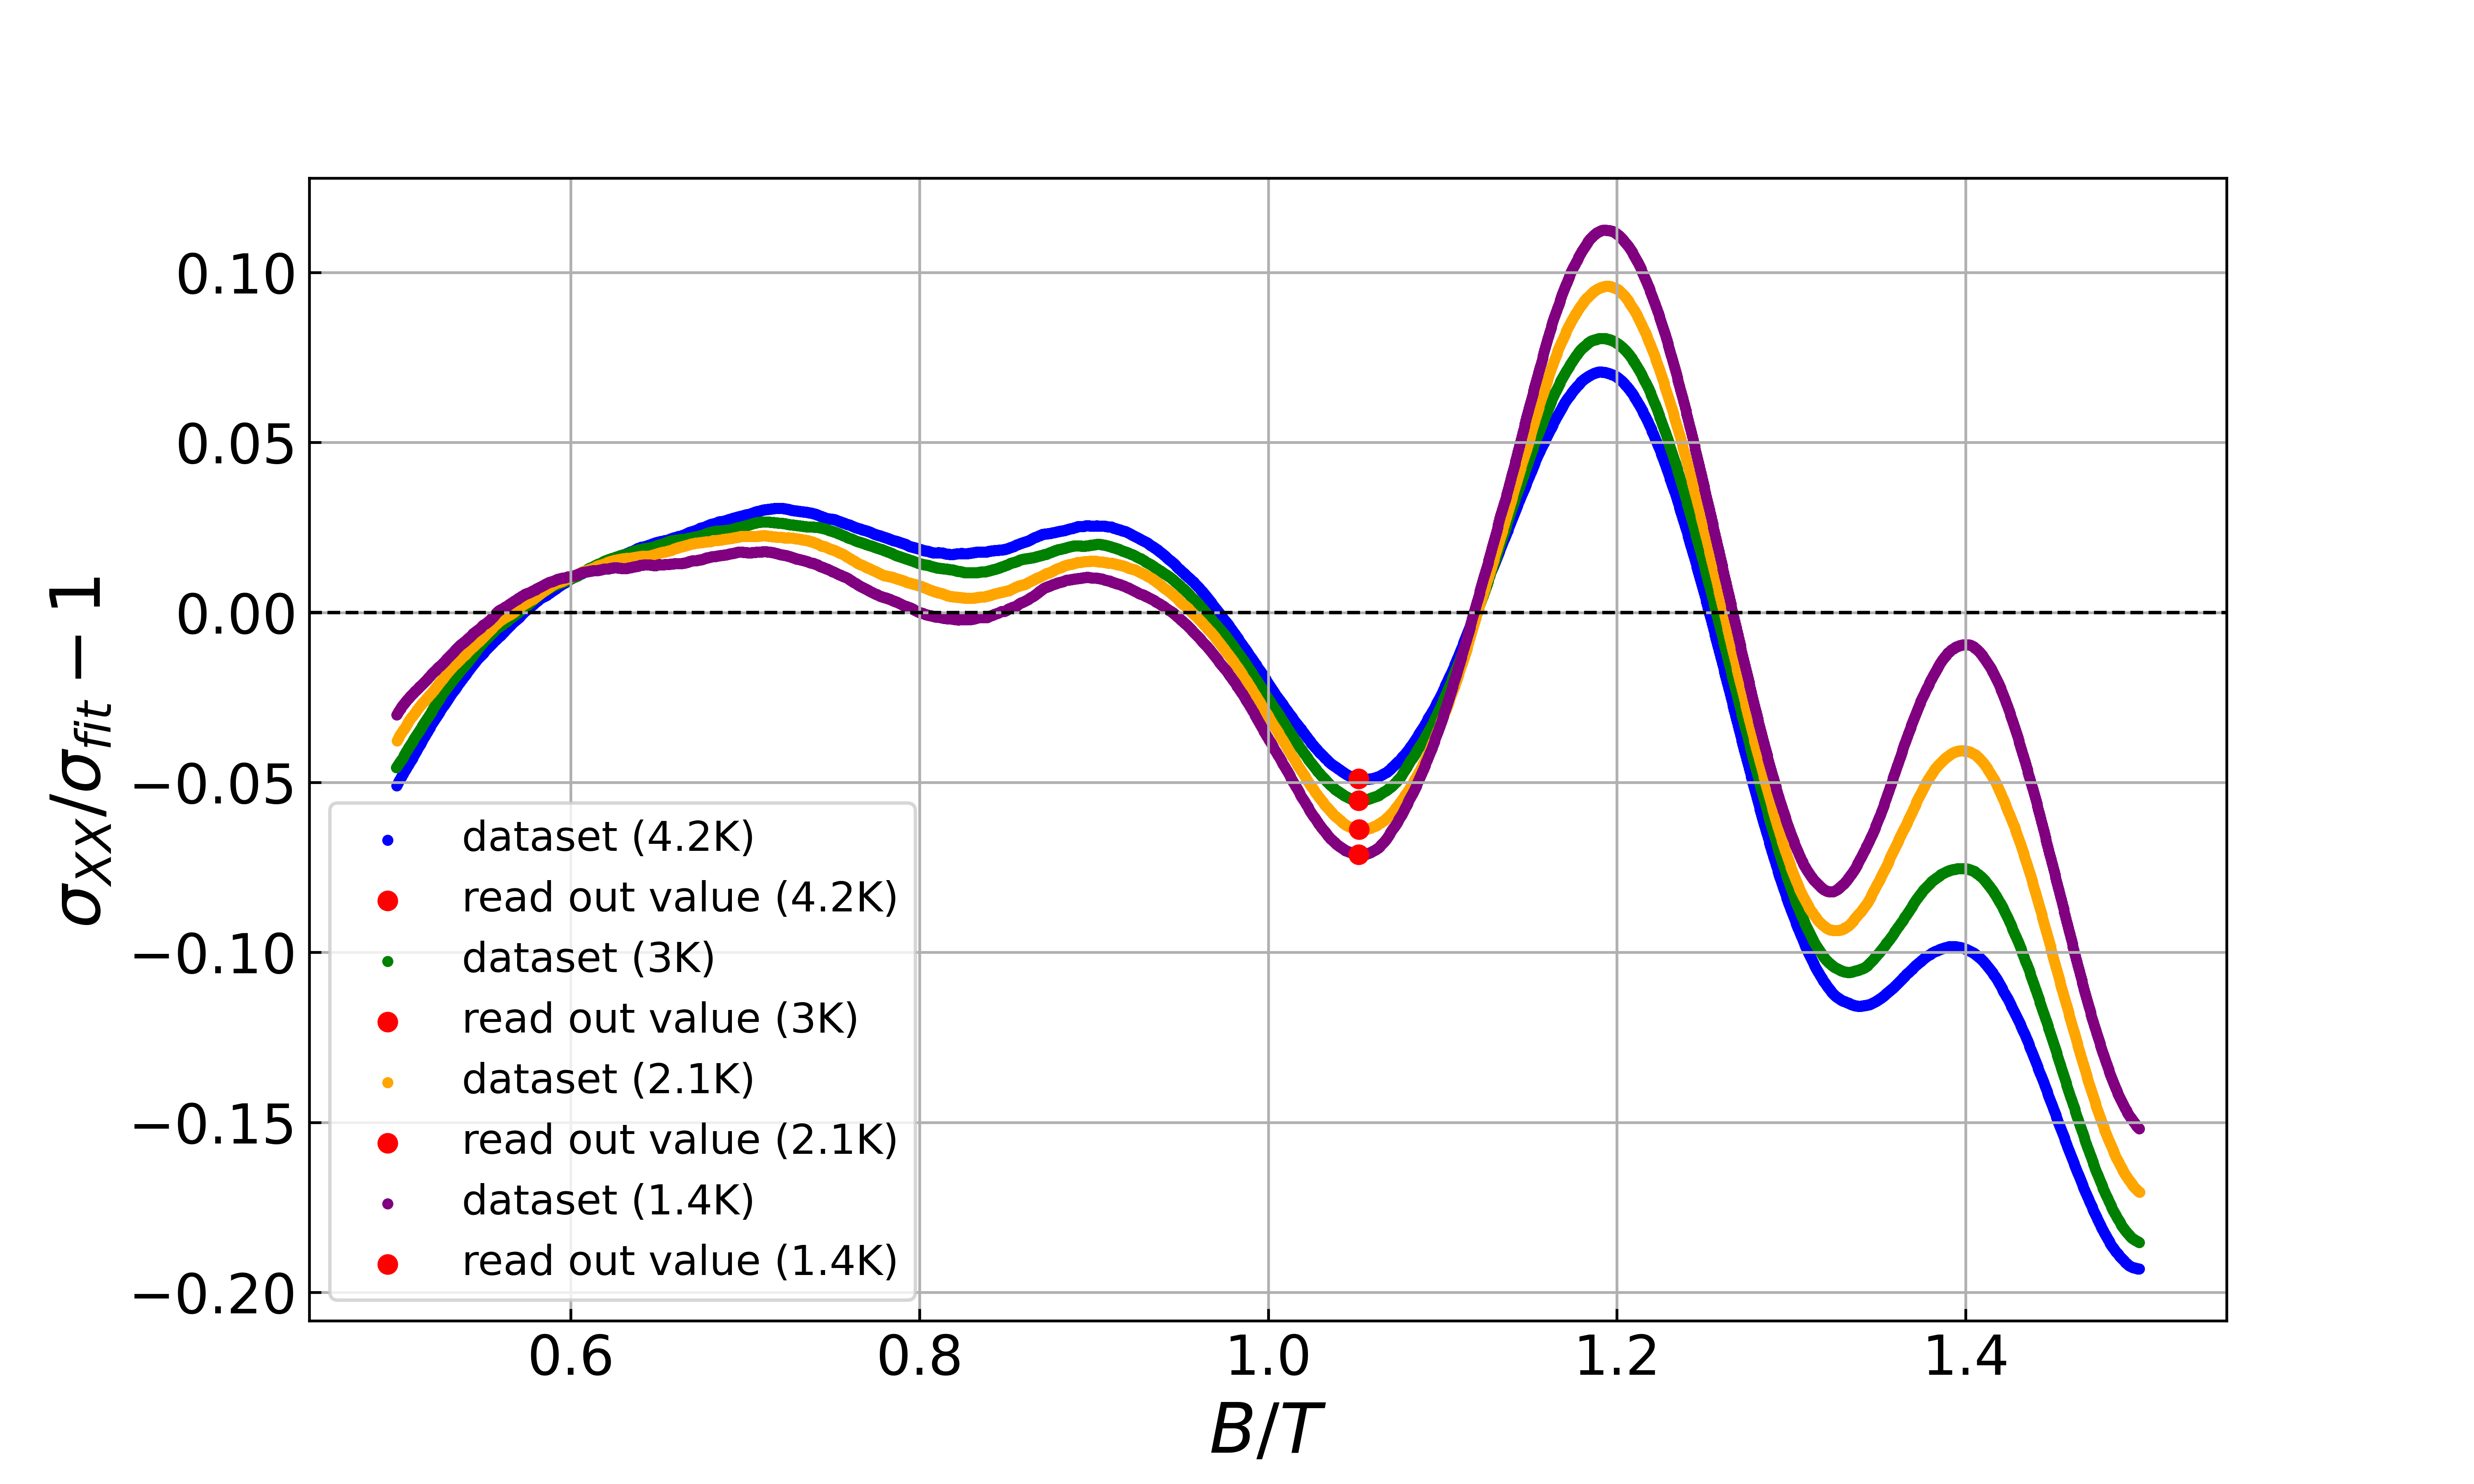 0.10
0.05
0.00
−0.05
−0.10
−0.15
−0.20
σ_XX/σ_fit − 1
dataset (4.2K)
read out value (4.2K)
dataset (3K)
read out value (3K)
dataset (2.1K)
read out value (2.1K)
dataset (1.4K)
read out value (1.4K)
0.6 0.8 1.0 1.2 1.4
B/T